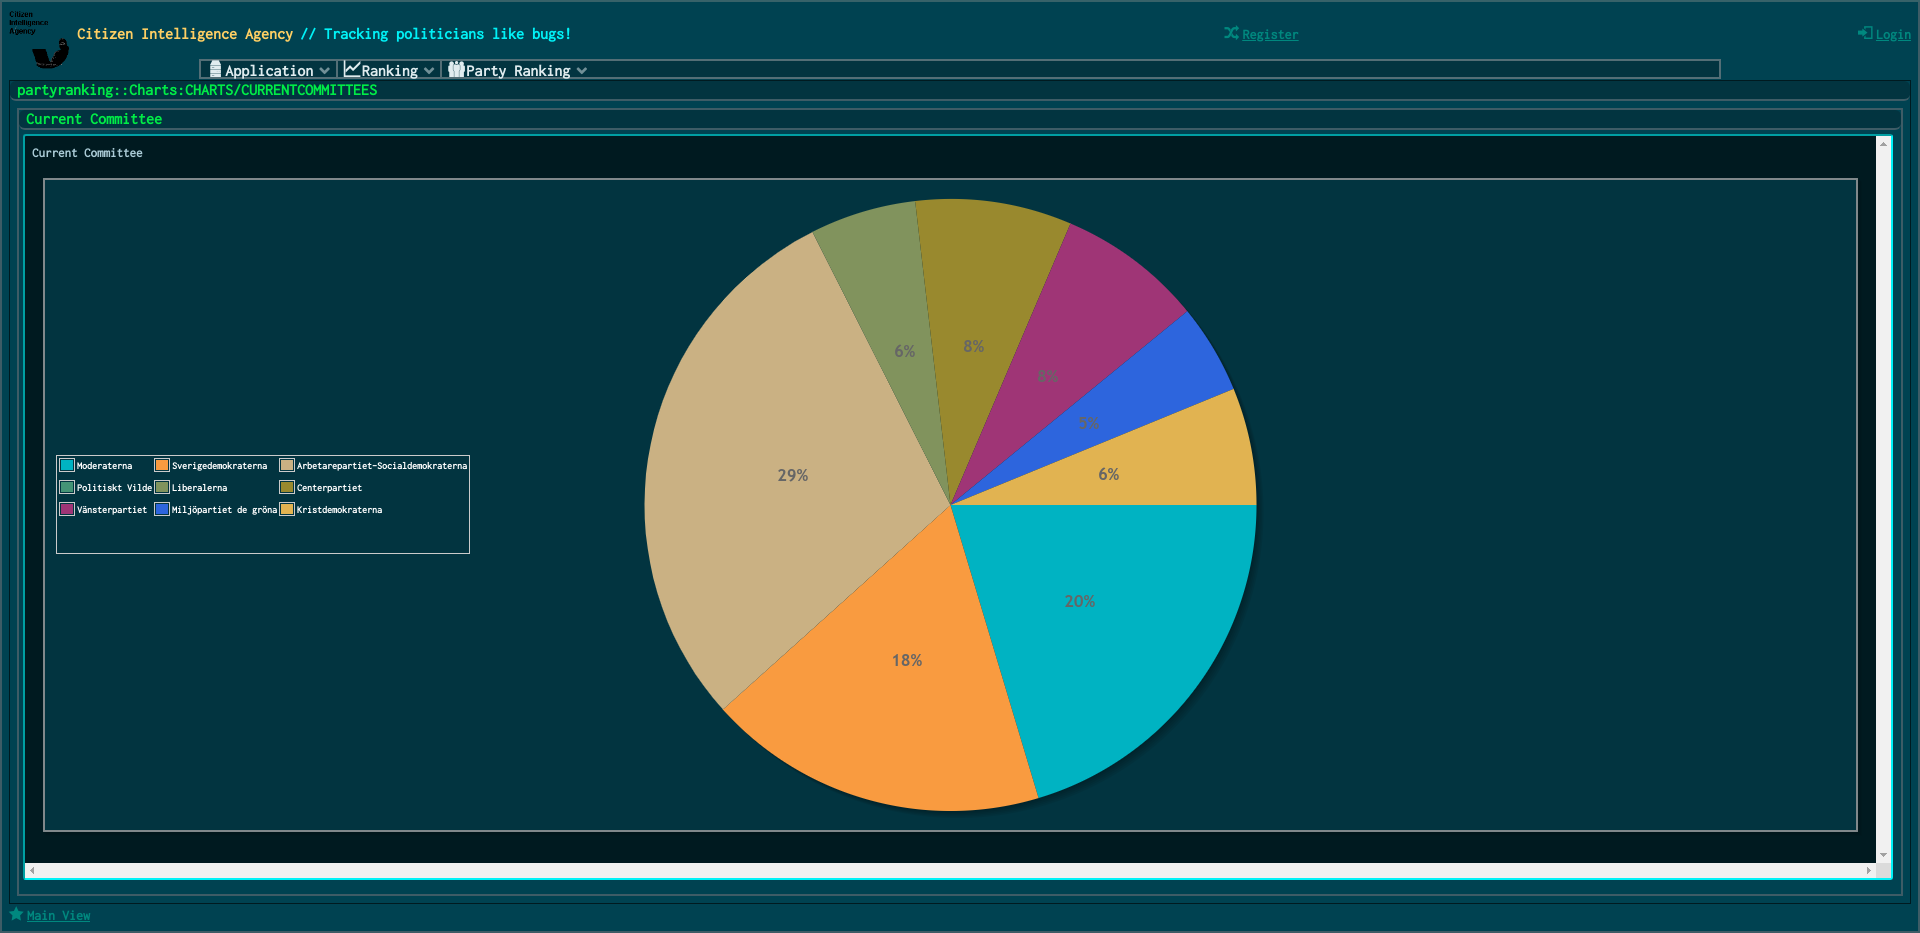 Citizen
Intelligence
Agency
Citizen Intelligence Agency // Tracking politicians like bugs!
Register
Login
Application
Ranking
Party Ranking
partyranking::Charts:CHARTS/CURRENTCOMMITTEES
Current Committee
Current Committee
6%
8%
8%
5%
6%
29%
20%
18%
Moderaterna
Sverigedemokraterna
Arbetarepartiet-Socialdemokraterna
Politiskt Vilde
Liberalerna
Centerpartiet
Vänsterpartiet
Miljöpartiet de gröna
Kristdemokraterna
Main View